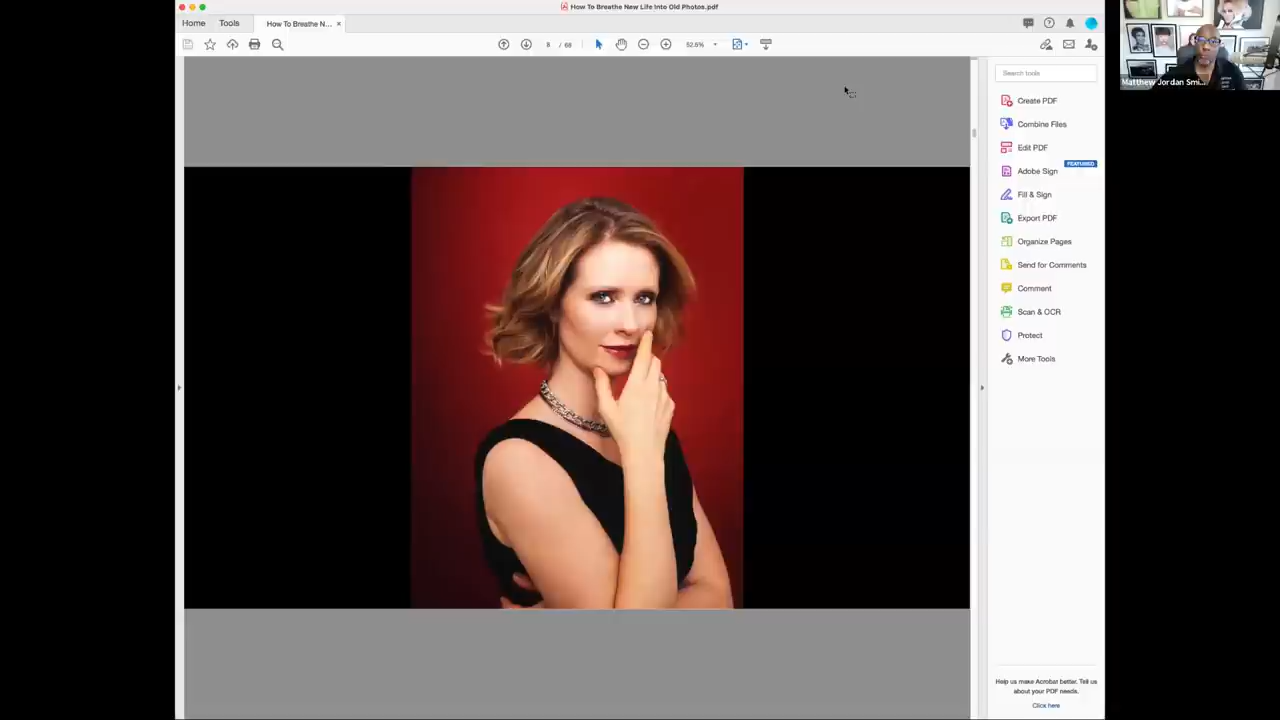 How To Breathe New Life Into Old Photos.pdf
Home
Tools
How To Breathe N...
×
8 / 68
52.6%
Search tools
Create PDF
Combine Files
Edit PDF
FEATURED
Adobe Sign
Fill & Sign
Export PDF
Organize Pages
Send for Comments
Comment
Scan & OCR
Protect
More Tools
Help us make Acrobat better. Tell us
about your PDF needs.
Click here
Matthew Jordan Smi...